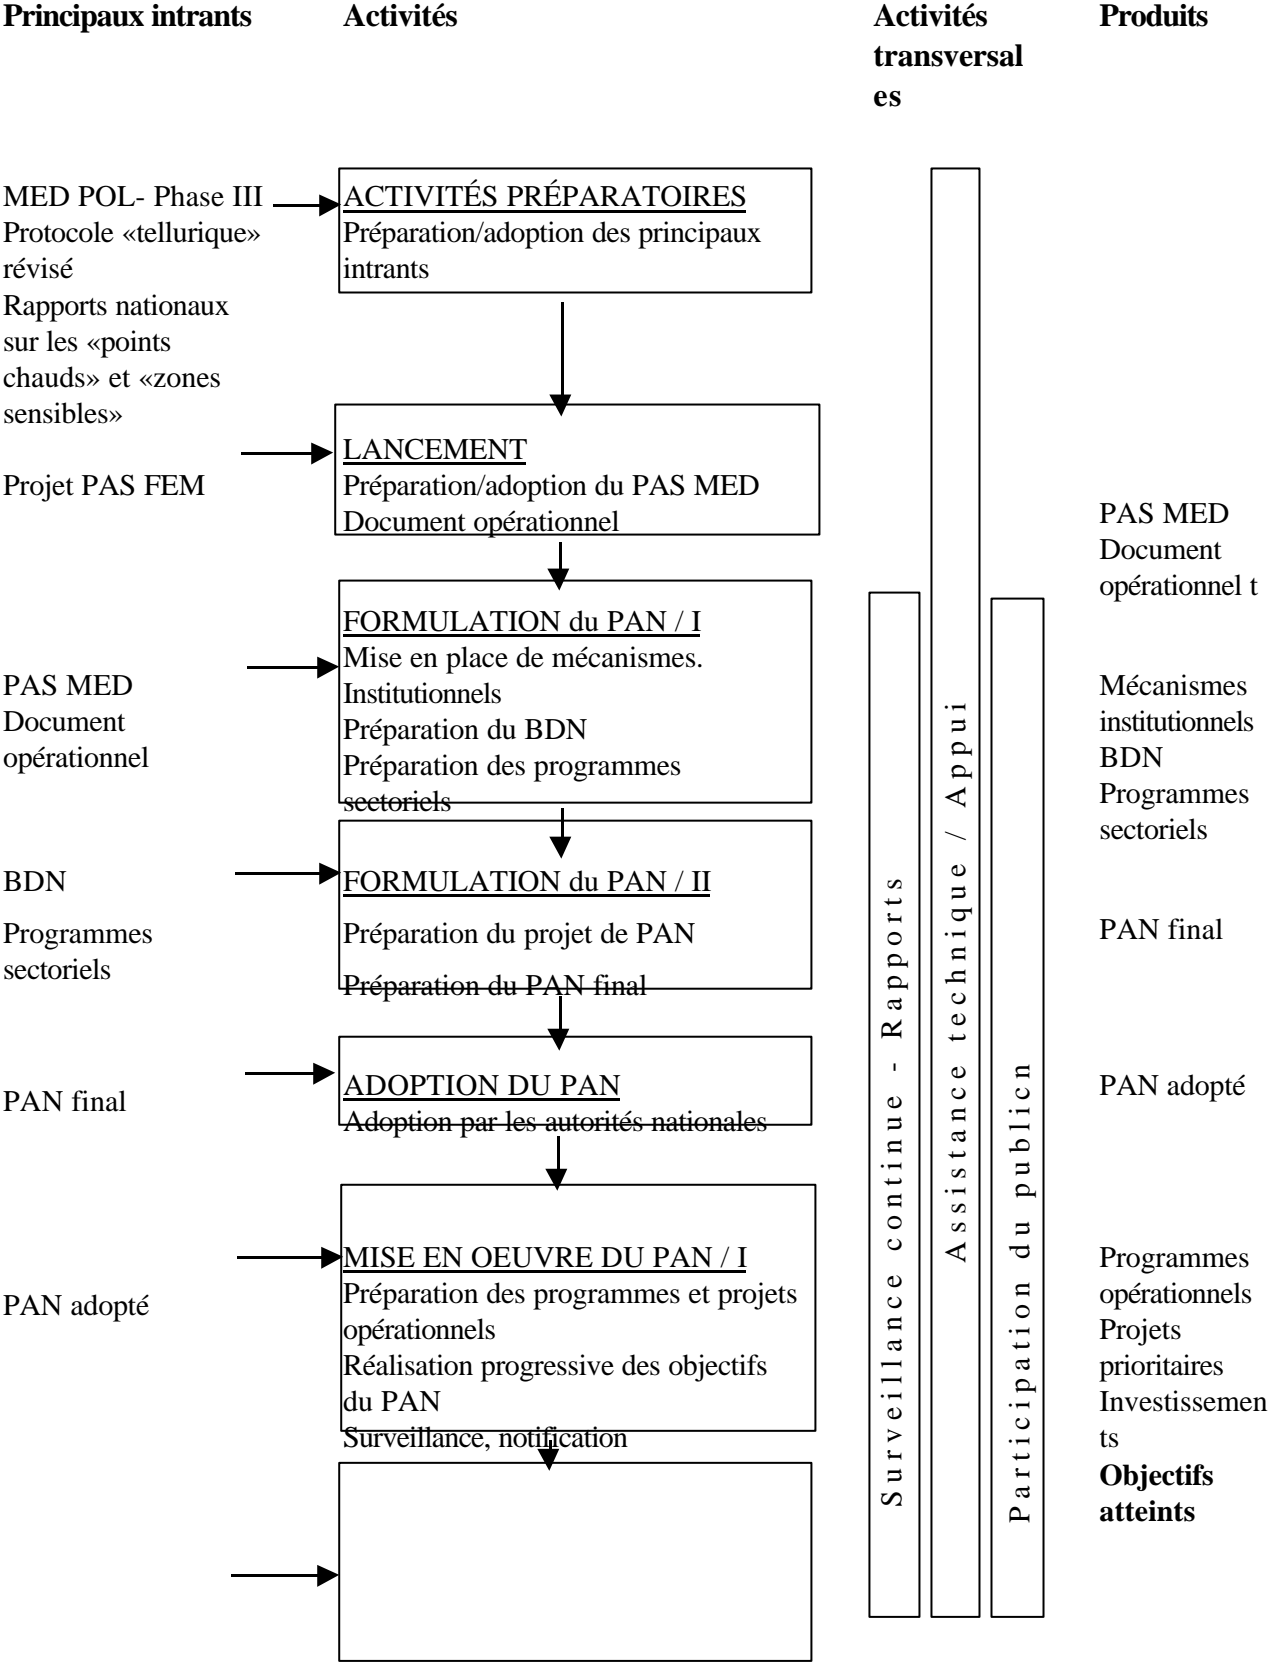 Principaux intrants
Activités
Activités
transversal
es
Produits
MED POL- Phase III
Protocole «tellurique»
révisé
Rapports nationaux
sur les «points
chauds» et «zones
sensibles»
Projet PAS FEM
PAS MED
Document
opérationnel
BDN
Programmes
sectoriels
PAN final
PAN adopté
ACTIVITÉS PRÉPARATOIRES
Préparation/adoption des principaux
intrants
LANCEMENT
Préparation/adoption du PAS MED
Document opérationnel
FORMULATION du PAN / I
Mise en place de mécanismes.
Institutionnels
Préparation du BDN
Préparation des programmes
sectoriels
FORMULATION du PAN / II
Préparation du projet de PAN
Préparation du PAN final
ADOPTION DU PAN
Adoption par les autorités nationales
MISE EN OEUVRE DU PAN / I
Préparation des programmes et projets
opérationnels
Réalisation progressive des objectifs
du PAN
Surveillance, notification
Surveillance continue - Rapports
Assistance technique / Appui
Participation du publicn
PAS MED
Document
opérationnel t
Mécanismes
institutionnels
BDN
Programmes
sectoriels
PAN final
PAN adopté
Programmes
opérationnels
Projets
prioritaires
Investissemen
ts
Objectifs
atteints